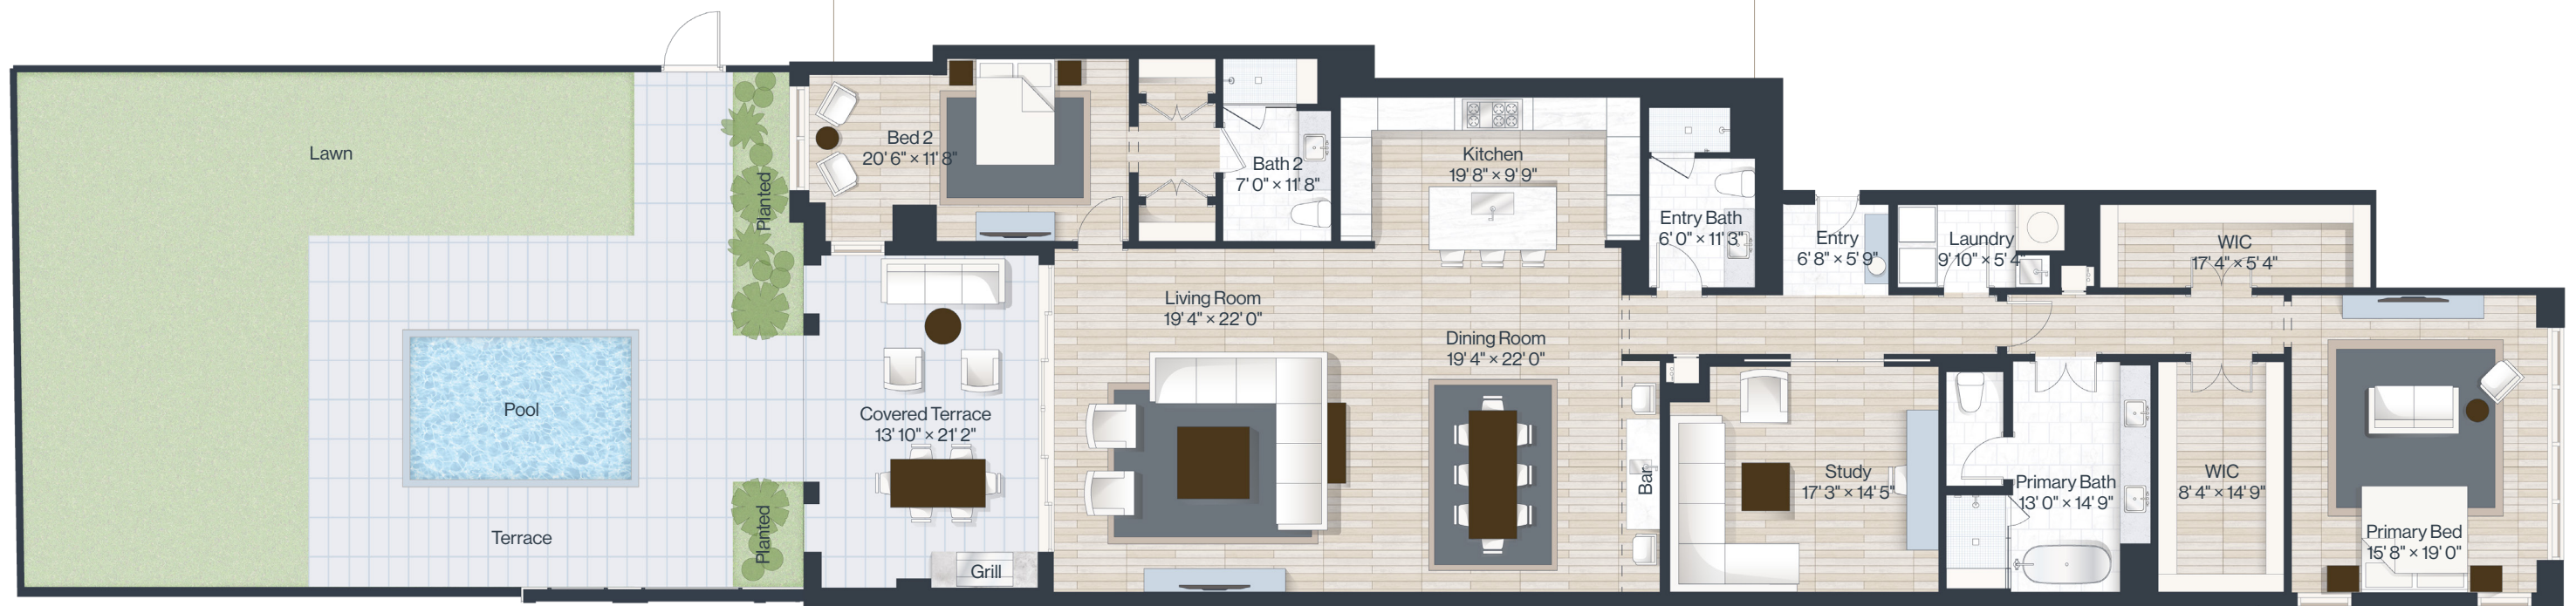 Lawn
Pool
Terrace
Planted
Planted
Bed 2
20' 6" × 11' 8"
Covered Terrace
13' 10" × 21' 2"
Grill
Bath 2
7' 0" × 11' 8"
Living Room
19' 4" × 22' 0"
Kitchen
19' 8" × 9' 9"
Dining Room
19' 4" × 22' 0"
Bar
Entry Bath
6' 0" × 11' 3"
Entry
6' 8" × 5' 9"
Study
17' 3" × 14' 5"
Laundry
9' 10" × 5' 4"
Primary Bath
13' 0" × 14' 9"
WIC
17' 4" × 5' 4"
WIC
8' 4" × 14' 9"
Primary Bed
15' 8" × 19' 0"